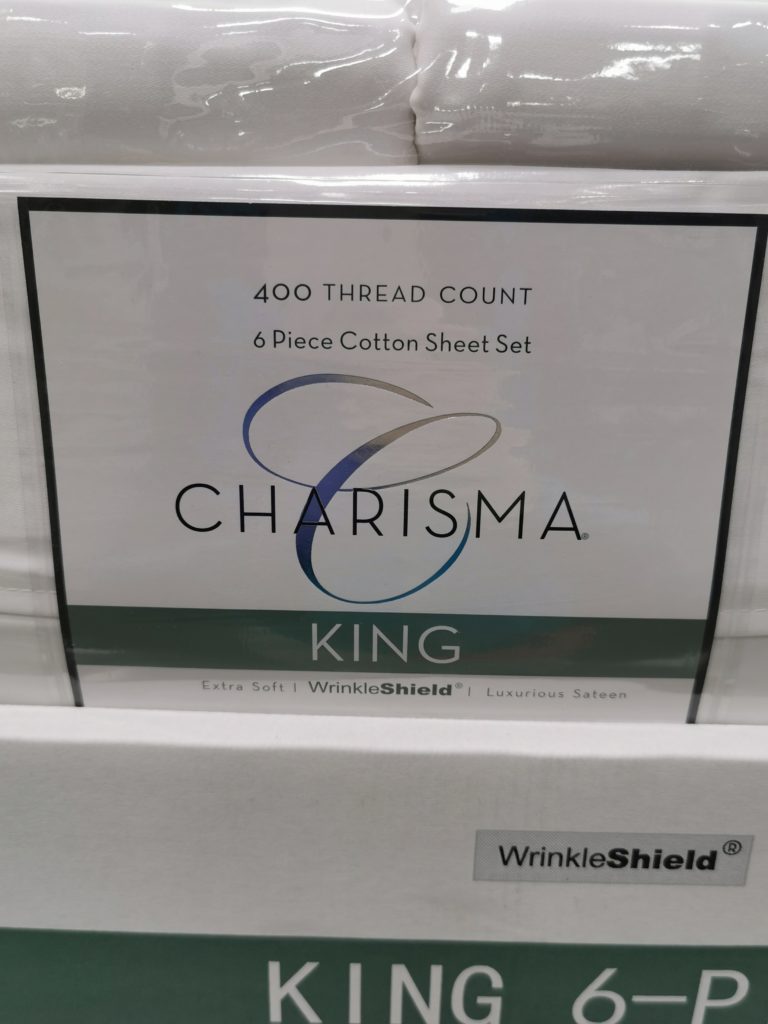 400 THREAD COUNT
6 Piece Cotton Sheet Set
CHARISMA®
KING
Extra Soft | WrinkleShield® | Luxurious Sateen
WrinkleShield®
KING 6-P